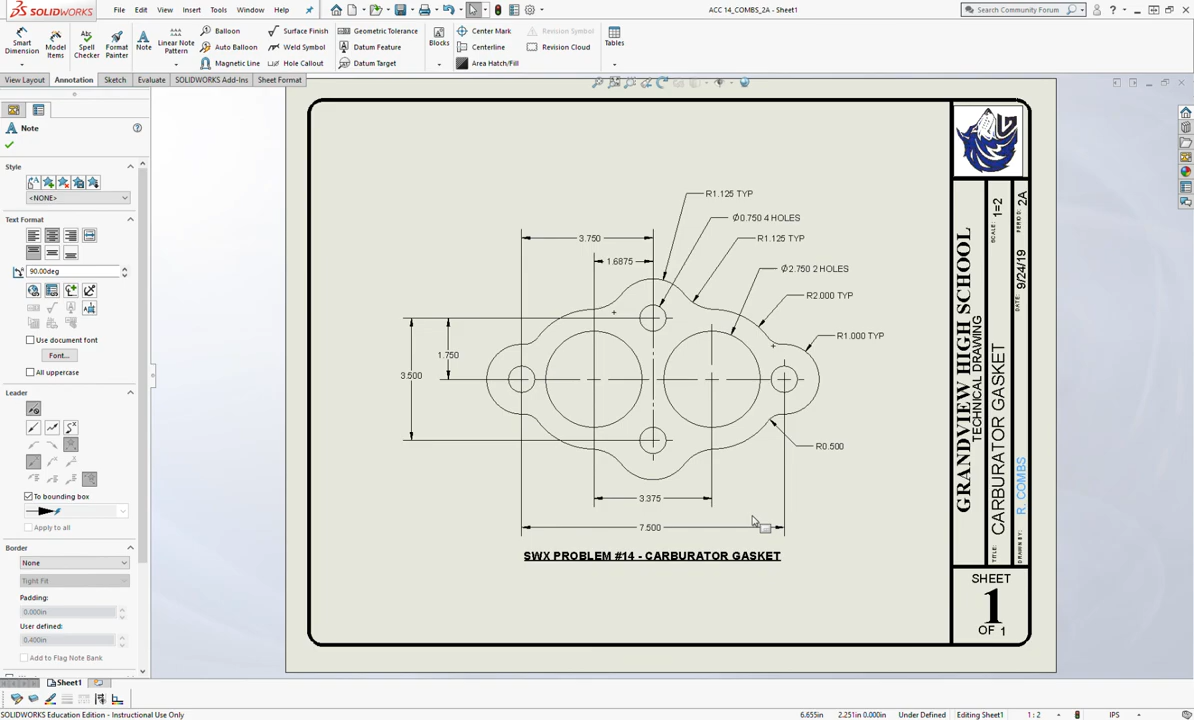 SOLIDWORKS
File Edit View Insert Tools Window
ACC 14_COMBS_2A - Sheet1
Search Community Forum
Smart Dimension
Model Items
Spell Checker
Format Painter
Note
Linear Note Pattern
Balloon
Auto Balloon
Magnetic Line
Surface Finish
Weld Symbol
Hole Callout
Geometric Tolerance
Datum Feature
Datum Target
Blocks
Center Mark
Centerline
Area Hatch/Fill
Revision Symbol
Revision Cloud
Tables
View Layout Annotation Sketch Evaluate SOLIDWORKS Add-Ins Sheet Format
Note
Style
<NONE>
Text Format
90.00deg
Use document font
Font...
All uppercase
Leader
To bounding box
Apply to all
Border
None
Tight Fit
Padding:
0.000in
User defined:
0.400in
Add to Flag Note Bank
R1.125 TYP
Ø0.750 4 HOLES
3.750
R1.125 TYP
1.6875
Ø2.750 2 HOLES
R2.000 TYP
R1.000 TYP
1.750
3.500
R0.500
3.375
7.500
SWX PROBLEM #14 - CARBURATOR GASKET
GRANDVIEW HIGH SCHOOL
TECHNICAL DRAWING
SCALE: 1=2
TITLE: CARBURATOR GASKET
PERIOD: 2A
DATE: 9/24/19
DRAWN BY: R. COMBS
SHEET
1
OF 1
Sheet1
SOLIDWORKS Education Edition - Instructional Use Only
6.655in 2.251in 0.000in Under Defined Editing Sheet1 1 : 2 IPS